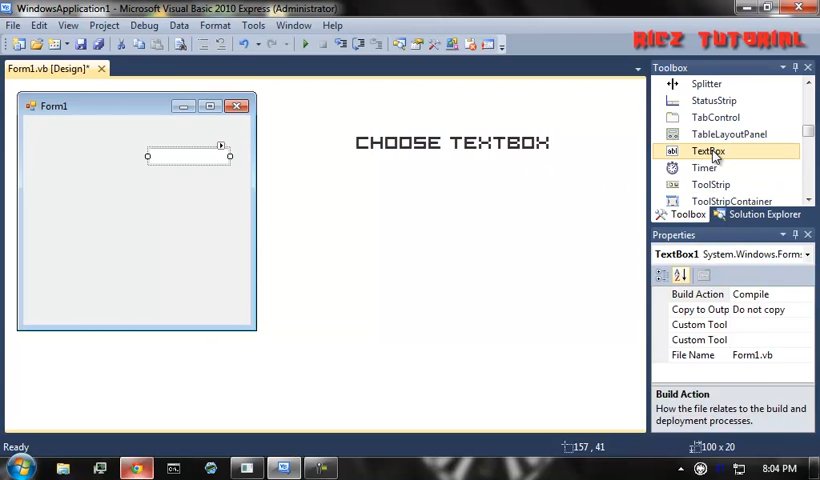 WindowsApplication1 - Microsoft Visual Basic 2010 Express (Administrator)
File Edit View Project Debug Data Format Tools Window Help
RICZ TUTORIAL
Form1.vb [Design]*
Toolbox
Form1
CHOOSE TEXTBOX
Splitter
StatusStrip
TabControl
TableLayoutPanel
abl TextBox
Timer
ToolStrip
ToolStripContainer
Toolbox Solution Explorer
Properties
TextBox1 System.Windows.Forms
Build Action Compile
Copy to Outp Do not copy
Custom Tool
Custom Tool
File Name Form1.vb
Build Action
How the file relates to the build and
deployment processes.
Ready 157 , 41 100 x 20
8:04 PM